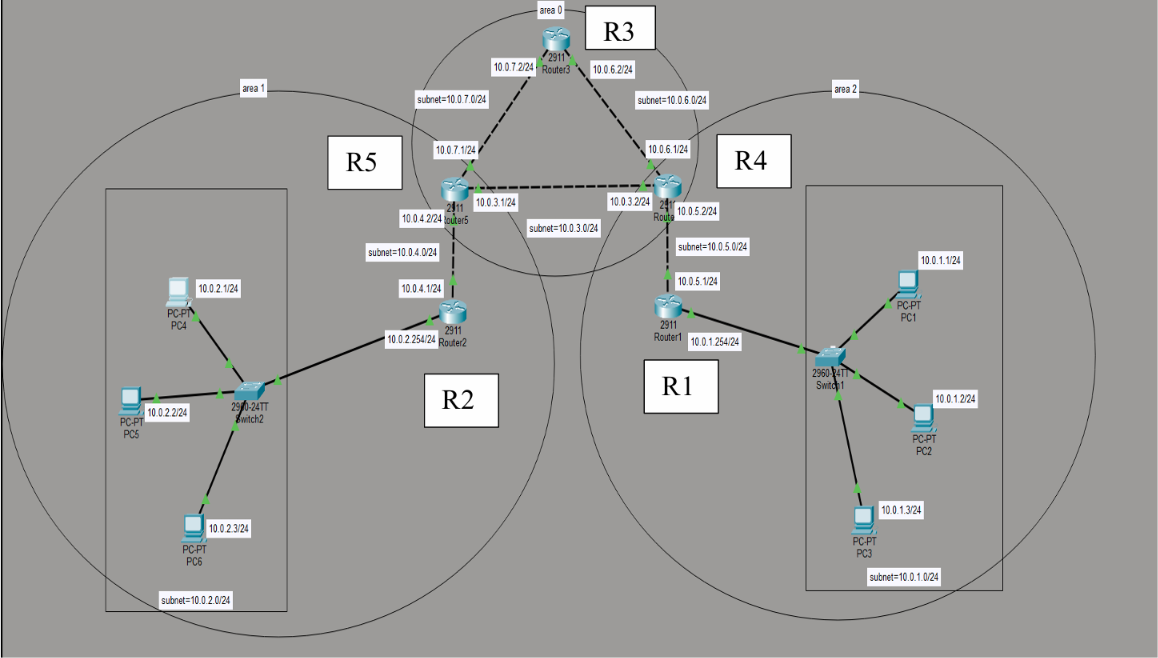 area 0
R3
2911
Router3
10.0.7.2/24
10.0.6.2/24
area 1
area 2
subnet=10.0.7.0/24
subnet=10.0.6.0/24
R5
R4
10.0.7.1/24
10.0.6.1/24
2911
10.0.3.1/24
10.0.3.2/24
10.0.4.2/24
10.0.5.2/24
subnet=10.0.3.0/24
subnet=10.0.4.0/24
subnet=10.0.5.0/24
10.0.4.1/24
10.0.5.1/24
2911
Router2
2911
Router1
10.0.2.254/24
10.0.1.254/24
R2
R1
10.0.2.1/24
PC-PT
PC4
10.0.2.2/24
PC-PT
PC5
2960-24TT
Switch2
10.0.2.3/24
PC-PT
PC6
subnet=10.0.2.0/24
10.0.1.1/24
PC-PT
PC1
2960-24TT
Switch1
10.0.1.2/24
PC-PT
PC2
10.0.1.3/24
PC-PT
PC3
subnet=10.0.1.0/24